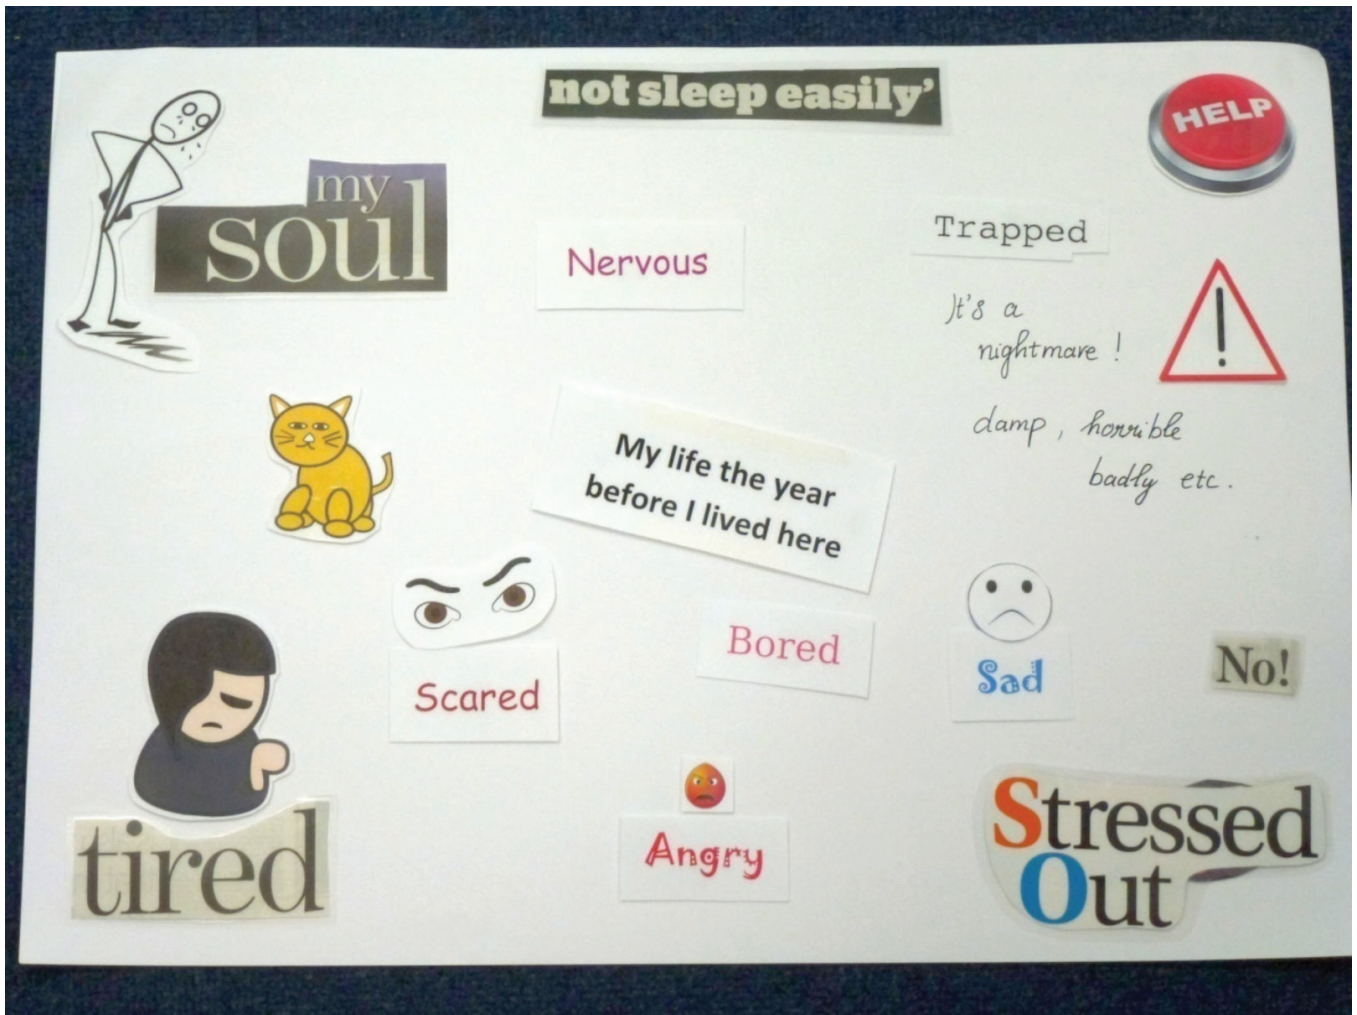 not sleep easily’
HELP
my
soul
Nervous
Trapped
It's a
nightmare !
damp, horrible
badly etc.
My life the year
before I lived here
Scared
Bored
Sad
No!
tired
Angry
Stressed
Out